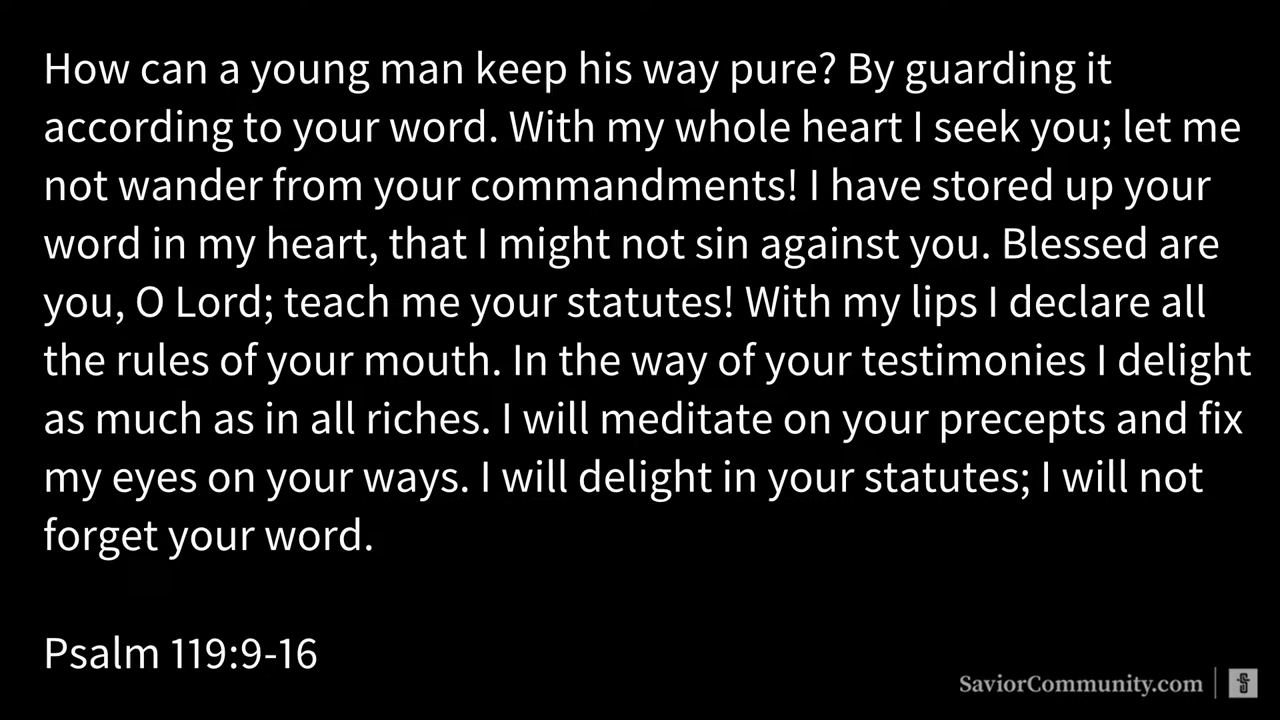 How can a young man keep his way pure? By guarding it
according to your word. With my whole heart I seek you; let me
not wander from your commandments! I have stored up your
word in my heart, that I might not sin against you. Blessed are
you, O Lord; teach me your statutes! With my lips I declare all
the rules of your mouth. In the way of your testimonies I delight
as much as in all riches. I will meditate on your precepts and fix
my eyes on your ways. I will delight in your statutes; I will not
forget your word.
Psalm 119:9-16
SaviorCommunity.com